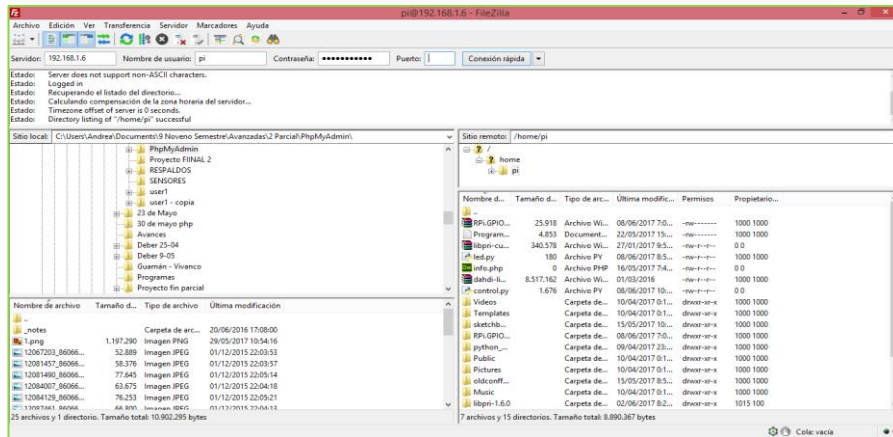 pi@192.168.1.6 - FileZilla
Archivo Edición Ver Transferencia Servidor Marcadores Ayuda
Servidor: 192.168.1.6 Nombre de usuario: pi Contraseña: ●●●●●●●●●●● Puerto: Conexión rápida
Estado: Server does not support non-ASCII characters.
Estado: Logged in
Estado: Recuperando el listado del directorio...
Estado: Calculando compensación de la zona horaria del servidor...
Estado: Timezone offset of server is 0 seconds.
Estado: Directory listing of "/home/pi" successful
Sitio local: C:\Users\Andrea\Documents\9 Noveno Semestre\Avanzadas\2 Parcial\PhpMyAdmin\
PhpMyAdmin
Proyecto FIINAL 2
RESPALDOS
SENSORES
user1
user1 - copia
23 de Mayo
30 de mayo php
Avances
Deber 25-04
Deber 9-05
Guamán - Vivanco
Programas
Proyecto fin parcial
Nombre de archivo Tamaño d... Tipo de archivo Última modificación
..
_notes Carpeta de arc... 20/06/2016 17:08:00
1.png 1.197.290 Imagen PNG 29/05/2017 10:54:16
12067203_86066... 52.889 Imagen JPEG 01/12/2015 22:03:53
12081457_86066... 58.376 Imagen JPEG 01/12/2015 22:03:57
12081490_86066... 77.645 Imagen JPEG 01/12/2015 22:05:14
12084007_86066... 63.675 Imagen JPEG 01/12/2015 22:04:18
12084129_86066... 76.253 Imagen JPEG 01/12/2015 22:05:21
12087461_86066... 66.800 Imagen JPEG 01/12/2015 22:04:13
25 archivos y 1 directorio. Tamaño total: 10.902.295 bytes
Sitio remoto: /home/pi
/
home
pi
Nombre d... Tamaño d... Tipo de arc... Última modific... Permisos Propietario...
..
RPi.GPIO... 25.918 Archivo Wi... 08/06/2017 7:0... -rw------- 1000 1000
Program... 4.853 Document... 22/05/2017 15:... -rw-r--r-- 1000 1000
libpri-cu... 340.578 Archivo Wi... 27/01/2017 9:5... -rw-r--r-- 0 0
led.py 180 Archivo PY 08/06/2017 8:5... -rw-r--r-- 1000 1000
info.php 0 Archivo PHP 16/05/2017 7:4... -rw-r--r-- 0 0
dahdi-li... 8.517.162 Archivo Wi... 01/03/2016 -rw-r--r-- 1000 1000
control.py 1.676 Archivo PY 08/06/2017 10:... -rw-r--r-- 0 0
Videos Carpeta de... 10/04/2017 0:1... drwxr-xr-x 1000 1000
Templates Carpeta de... 10/04/2017 0:1... drwxr-xr-x 1000 1000
sketchb... Carpeta de... 15/05/2017 10:... drwxr-xr-x 1000 1000
RPi.GPIO... Carpeta de... 08/06/2017 7:0... drwxr-xr-x 1000 1000
python_... Carpeta de... 09/04/2017 23:... drwxr-xr-x 1000 1000
Public Carpeta de... 10/04/2017 0:1... drwxr-xr-x 1000 1000
Pictures Carpeta de... 10/04/2017 0:1... drwxr-xr-x 1000 1000
oldconff... Carpeta de... 15/05/2017 8:5... drwxr-xr-x 1000 1000
Music Carpeta de... 10/04/2017 0:1... drwxr-xr-x 1000 1000
libpri-1.6.0 Carpeta de... 02/06/2017 8:2... drwxr-xr-x 1015 100
7 archivos y 15 directorios. Tamaño total: 8.890.367 bytes
Cola: vacía